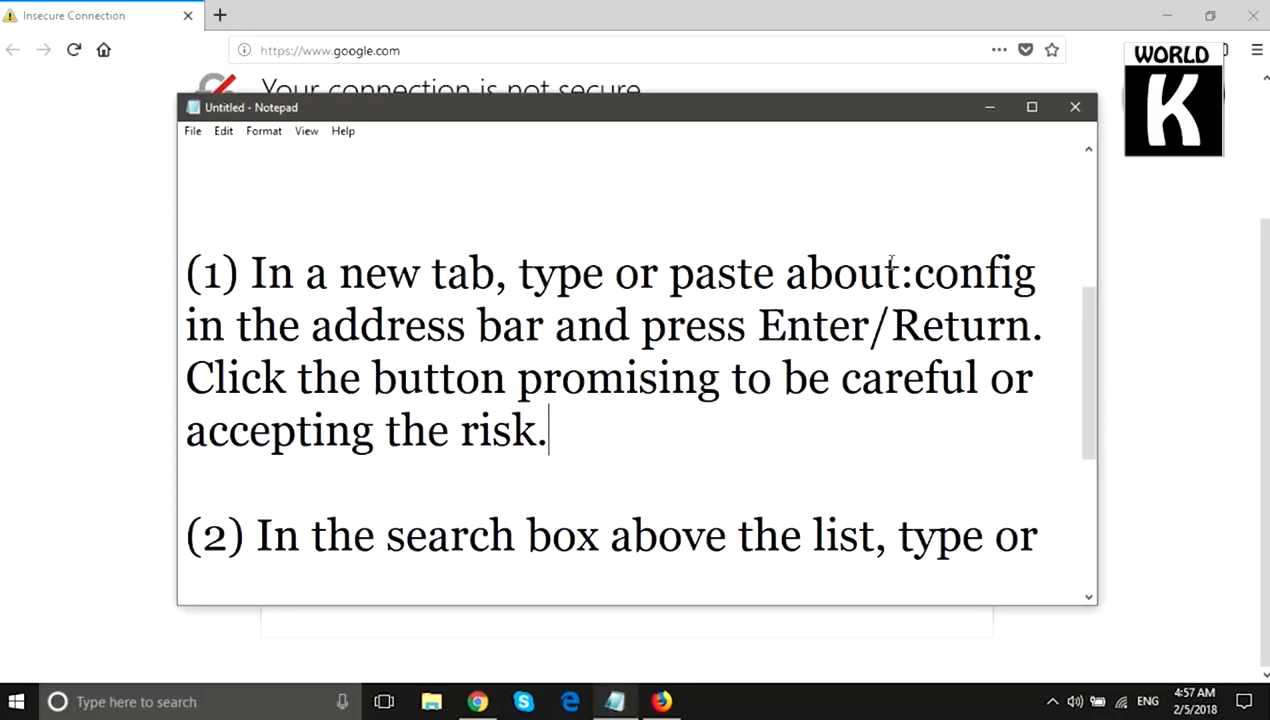 Insecure Connection
https://www.google.com
WORLD
K
Your connection is not secure
Untitled - Notepad
File Edit Format View Help
(1) In a new tab, type or paste about:config
in the address bar and press Enter/Return.
Click the button promising to be careful or
accepting the risk.
(2) In the search box above the list, type or
Type here to search
ENG
4:57 AM
2/5/2018